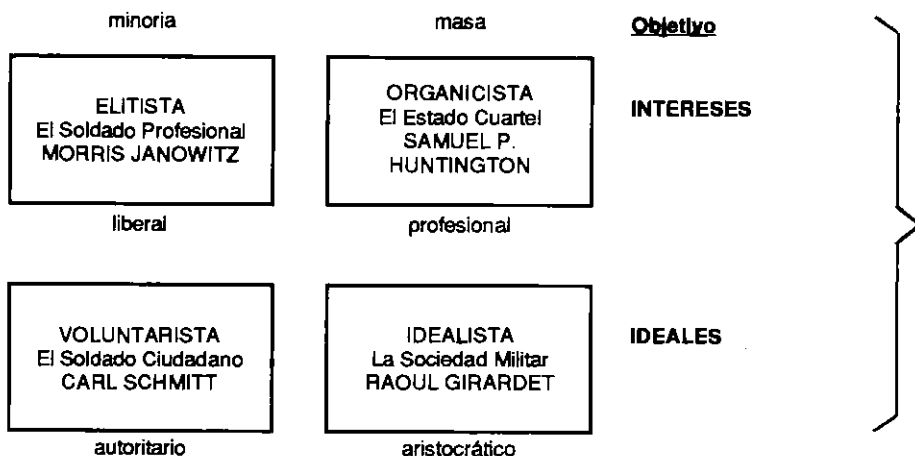 minoria
masa
Objetivo
ELITISTA
El Soldado Profesional
MORRIS JANOWITZ
ORGANICISTA
El Estado Cuartel
SAMUEL P.
HUNTINGTON
INTERESES
liberal
profesional
VOLUNTARISTA
El Soldado Ciudadano
CARL SCHMITT
IDEALISTA
La Sociedad Militar
RAOUL GIRARDET
IDEALES
autoritario
aristocrático